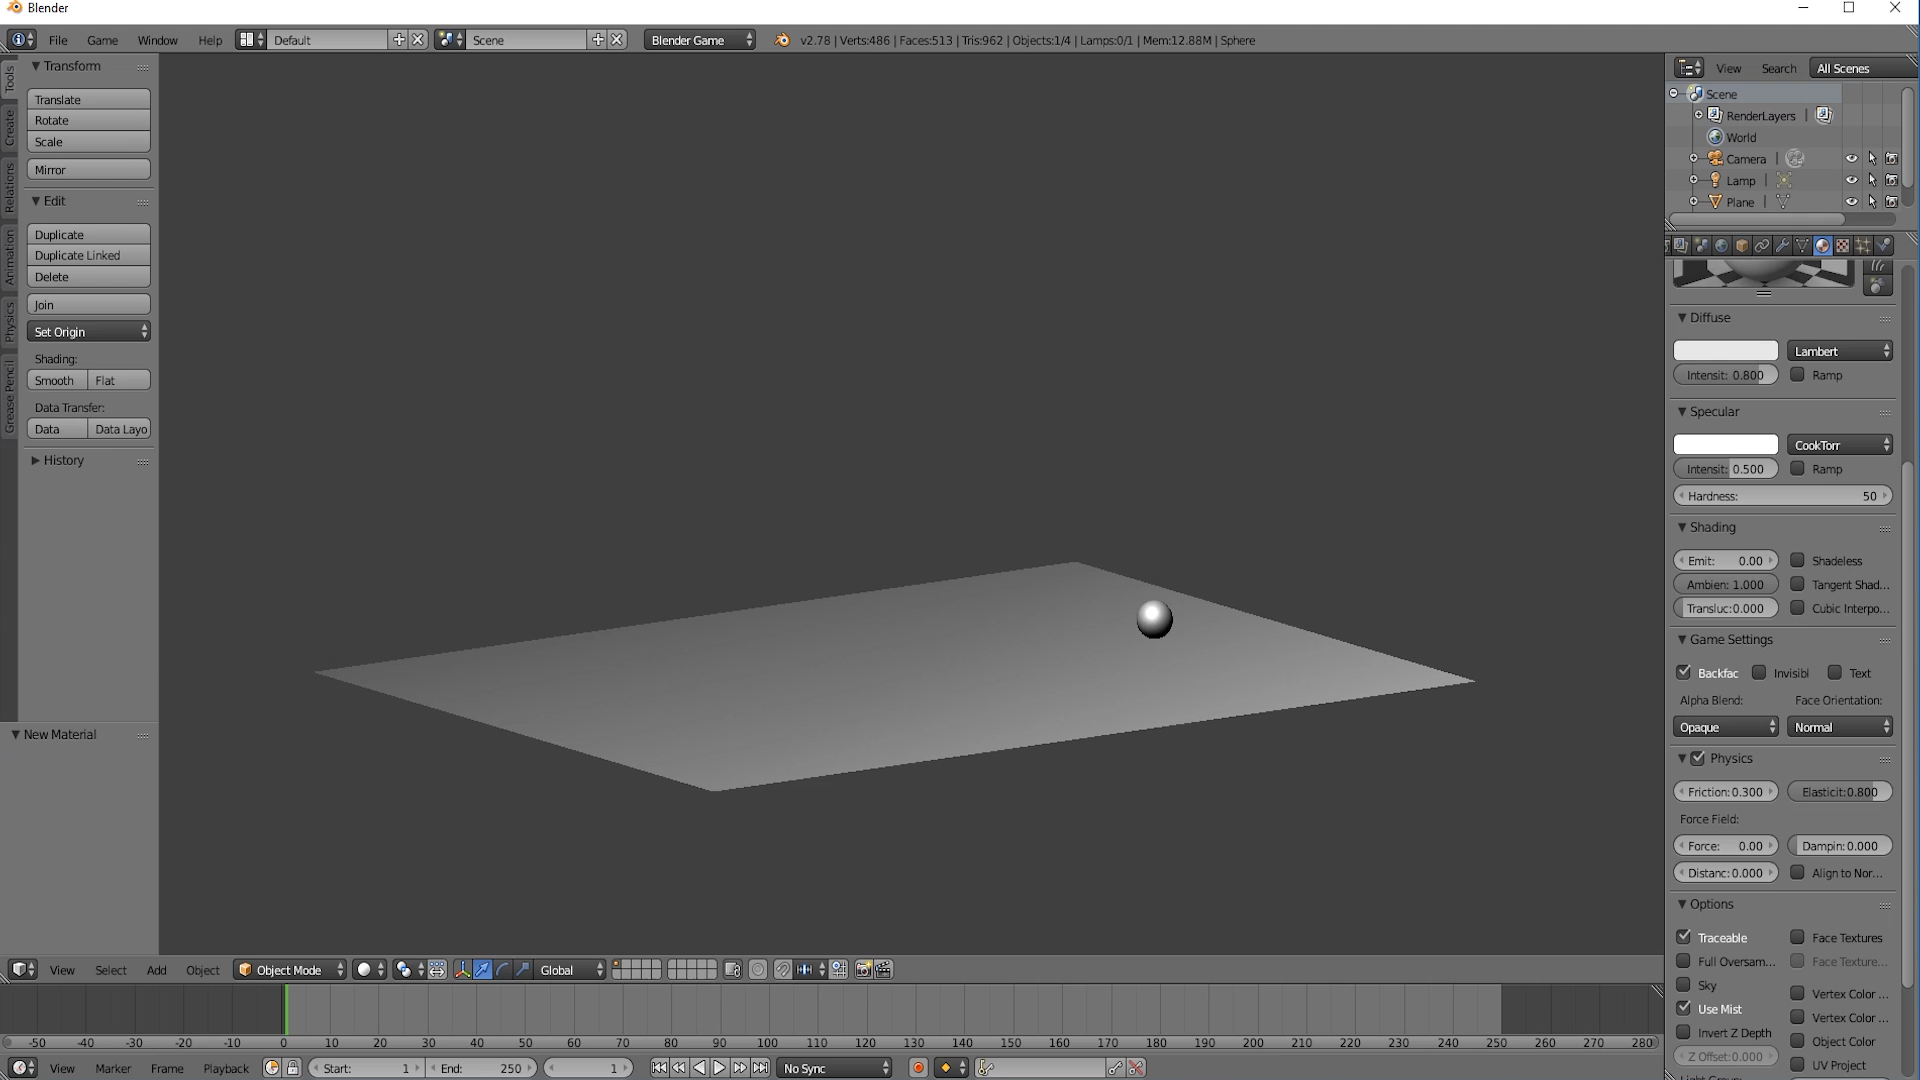 Blender
File Game Window Help Default Scene Blender Game v2.78 | Verts:486 | Faces:513 | Tris:962 | Objects:1/4 | Lamps:0/1 | Mem:12.88M | Sphere
Tools
Create
Relations
Animation
Physics
Grease Pencil
Transform
Translate
Rotate
Scale
Mirror
Edit
Duplicate
Duplicate Linked
Delete
Join
Set Origin
Shading:
Smooth Flat
Data Transfer:
Data Data Layo
History
New Material
View Search All Scenes
Scene
RenderLayers |
World
Camera |
Lamp |
Plane |
Diffuse
Lambert
Intensit: 0.800 Ramp
Specular
CookTorr
Intensit: 0.500 Ramp
Hardness: 50
Shading
Emit: 0.00 Shadeless
Ambien: 1.000 Tangent Shad...
Transluc:0.000 Cubic Interpo...
Game Settings
Backfac Invisibl Text
Alpha Blend: Face Orientation:
Opaque Normal
Physics
Friction:0.300 Elasticit:0.800
Force Field:
Force: 0.00 Dampin:0.000
Distanc:0.000 Align to Nor...
Options
Traceable Face Textures
Full Oversam... Face Texture...
Sky Vertex Color ...
Use Mist Vertex Color ...
Invert Z Depth Object Color
Z Offset:0.000 UV Project
View Select Add Object Object Mode Global
-50 -40 -30 -20 -10 0 10 20 30 40 50 60 70 80 90 100 110 120 130 140 150 160 170 180 190 200 210 220 230 240 250 260 270 280
View Marker Frame Playback Start: 1 End: 250 1 No Sync